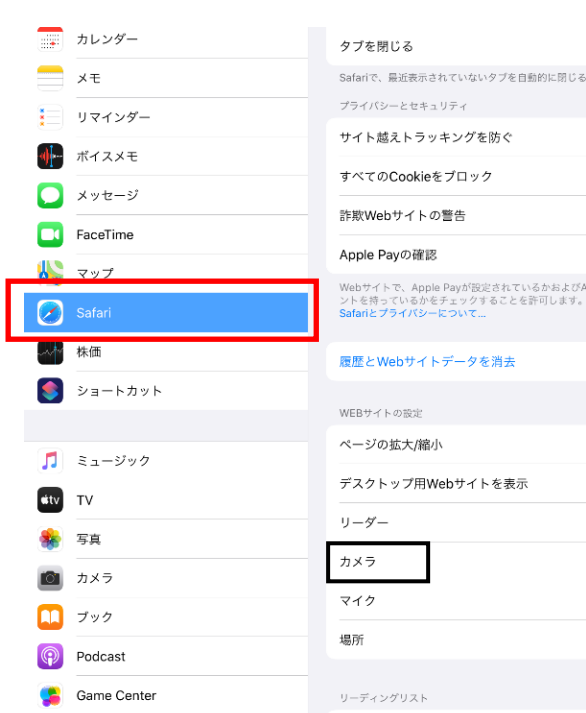 カレンダー
メモ
リマインダー
ボイスメモ
メッセージ
FaceTime
マップ
Safari
株価
ショートカット
ミュージック
tv
TV
写真
カメラ
ブック
Podcast
Game Center
タブを閉じる
Safariで、最近表示されていないタブを自動的に閉じる
プライバシーとセキュリティ
サイト越えトラッキングを防ぐ
すべてのCookieをブロック
詐欺Webサイトの警告
Apple Payの確認
Webサイトで、Apple Payが設定されているかおよびA
ントを持っているかをチェックすることを許可します。
Safariとプライバシーについて...
履歴とWebサイトデータを消去
WEBサイトの設定
ページの拡大/縮小
デスクトップ用Webサイトを表示
リーダー
カメラ
マイク
場所
リーディングリスト